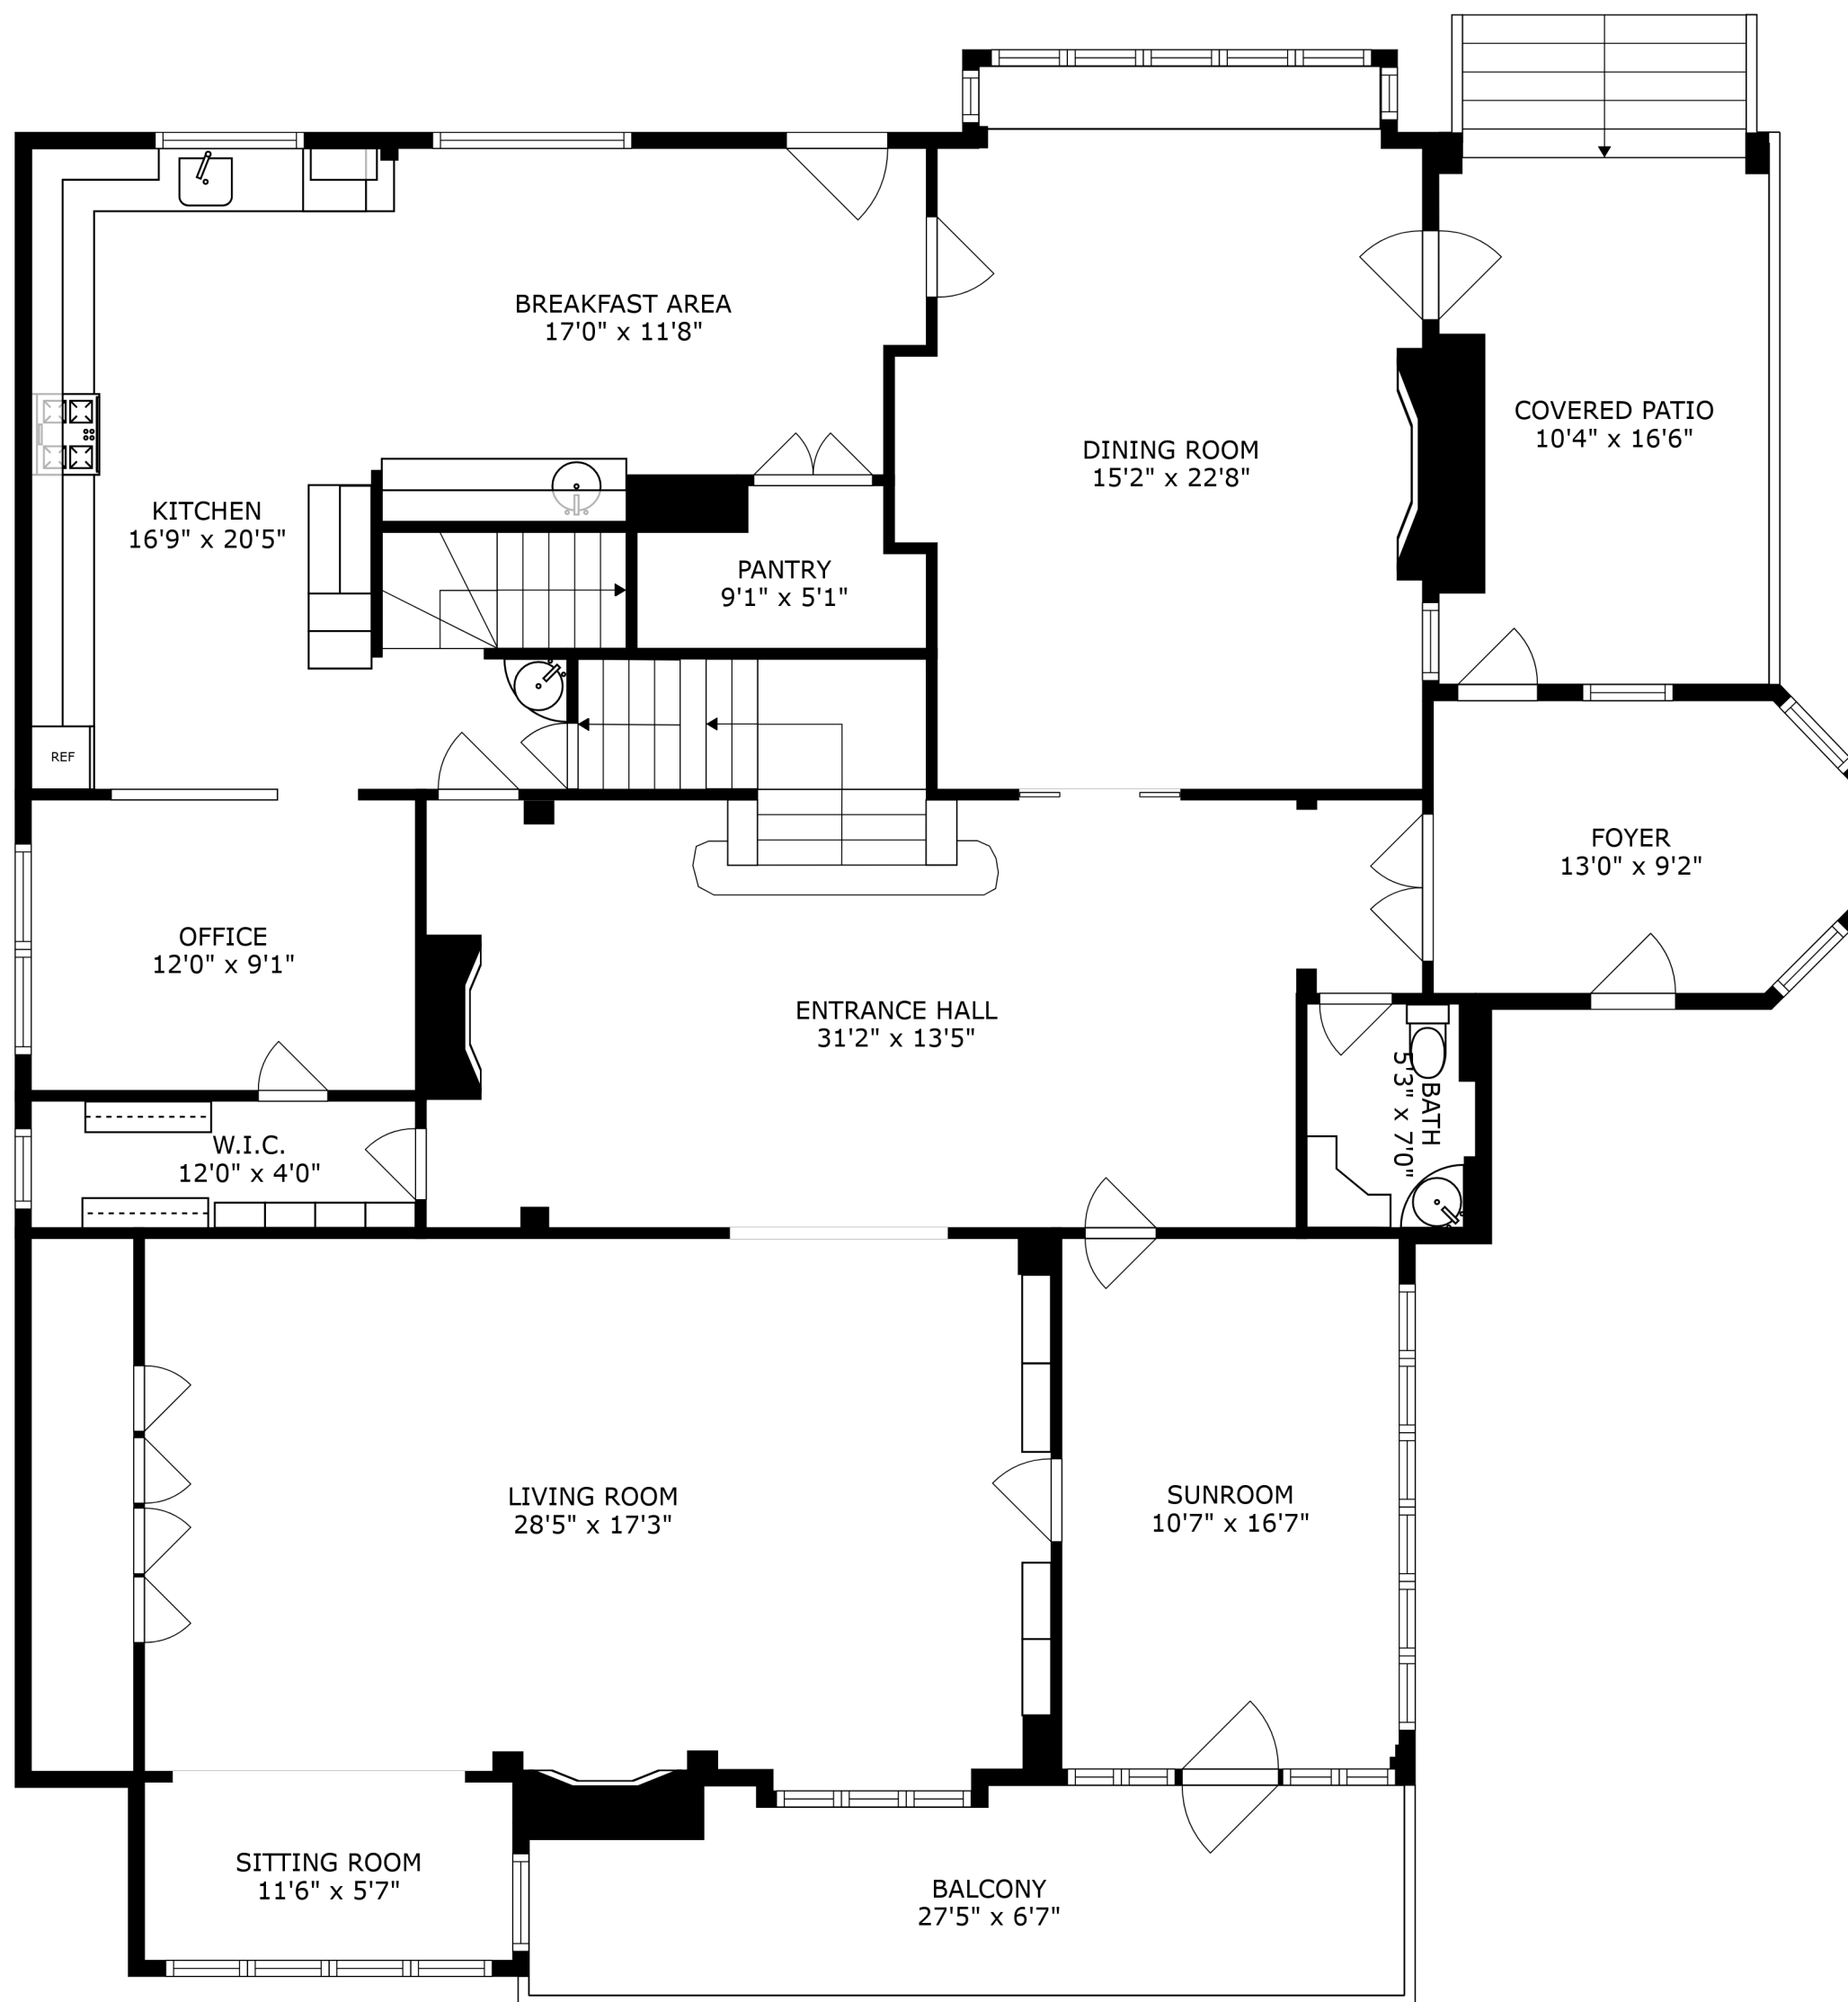 BREAKFAST AREA
17'0" x 11'8"
COVERED PATIO
10'4" x 16'6"
DINING ROOM
15'2" x 22'8"
KITCHEN
16'9" x 20'5"
PANTRY
9'1" x 5'1"
REF
FOYER
13'0" x 9'2"
OFFICE
12'0" x 9'1"
ENTRANCE HALL
31'2" x 13'5"
BATH
5'3" x 7'0"
W.I.C.
12'0" x 4'0"
LIVING ROOM
28'5" x 17'3"
SUNROOM
10'7" x 16'7"
SITTING ROOM
11'6" x 5'7"
BALCONY
27'5" x 6'7"